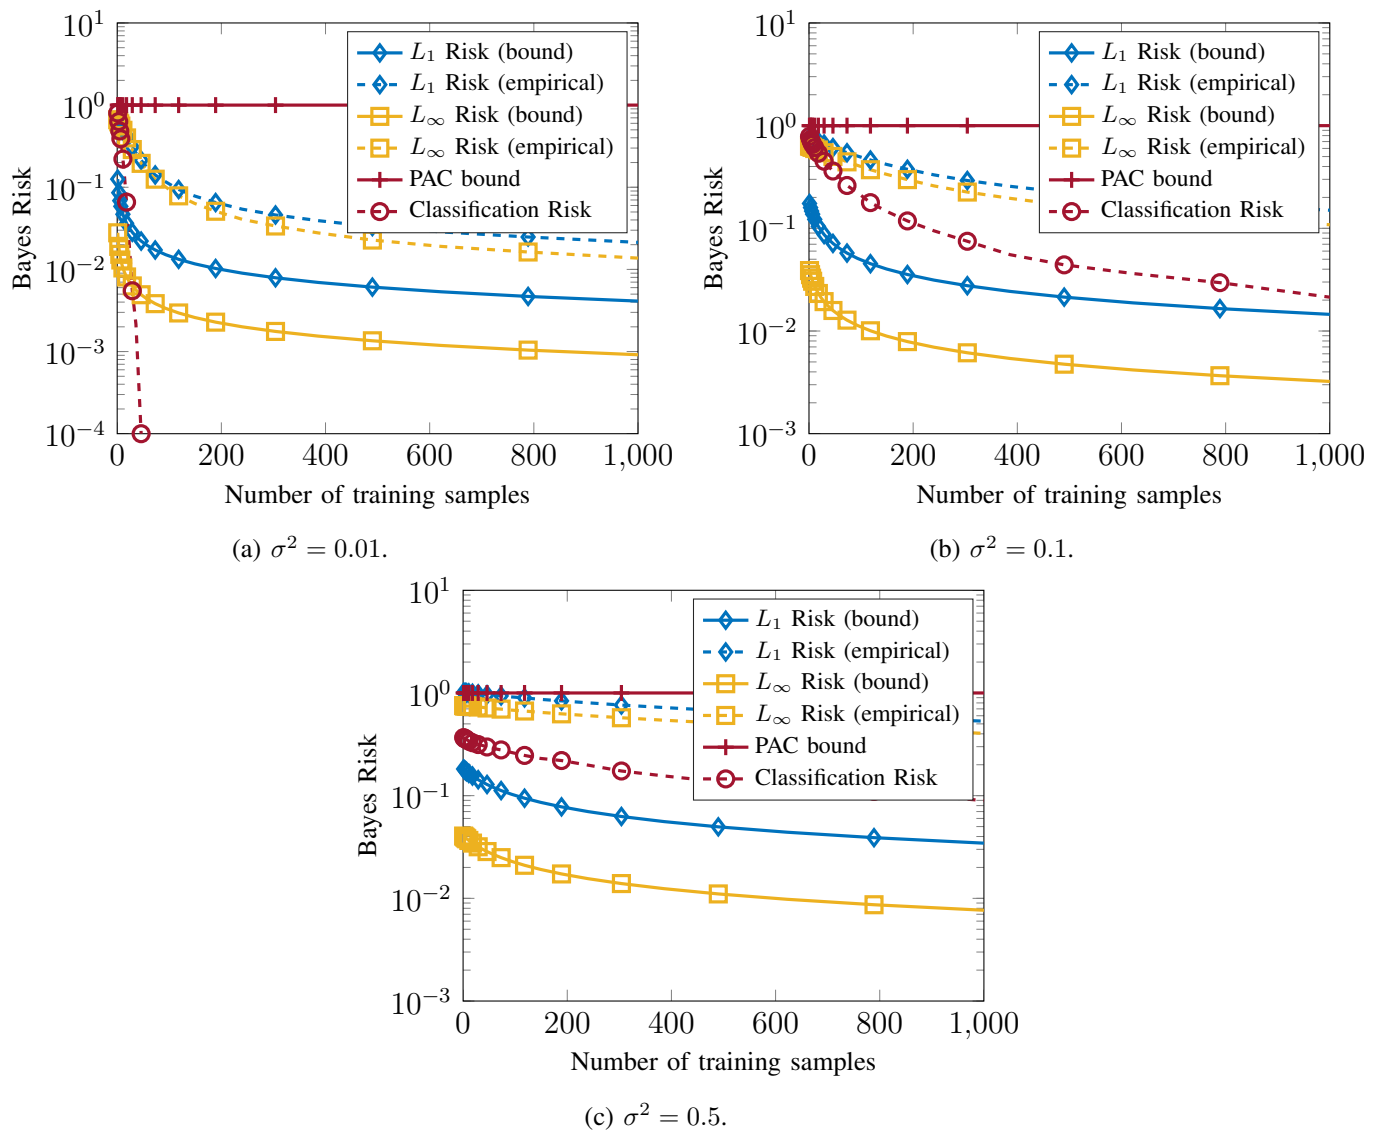 10^1
10^0
10^-1
10^-2
10^-3
10^-4
0
200
400
600
800
1,000
Bayes Risk
Number of training samples
L_1 Risk (bound)
L_1 Risk (empirical)
L_∞ Risk (bound)
L_∞ Risk (empirical)
PAC bound
Classification Risk
(a) σ^2 = 0.01.
10^1
10^0
10^-1
10^-2
10^-3
0
200
400
600
800
1,000
Bayes Risk
Number of training samples
L_1 Risk (bound)
L_1 Risk (empirical)
L_∞ Risk (bound)
L_∞ Risk (empirical)
PAC bound
Classification Risk
(b) σ^2 = 0.1.
10^1
10^0
10^-1
10^-2
10^-3
0
200
400
600
800
1,000
Bayes Risk
Number of training samples
L_1 Risk (bound)
L_1 Risk (empirical)
L_∞ Risk (bound)
L_∞ Risk (empirical)
PAC bound
Classification Risk
(c) σ^2 = 0.5.